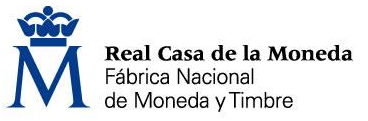 M
Real Casa de la Moneda
Fábrica Nacional
de Moneda y Timbre